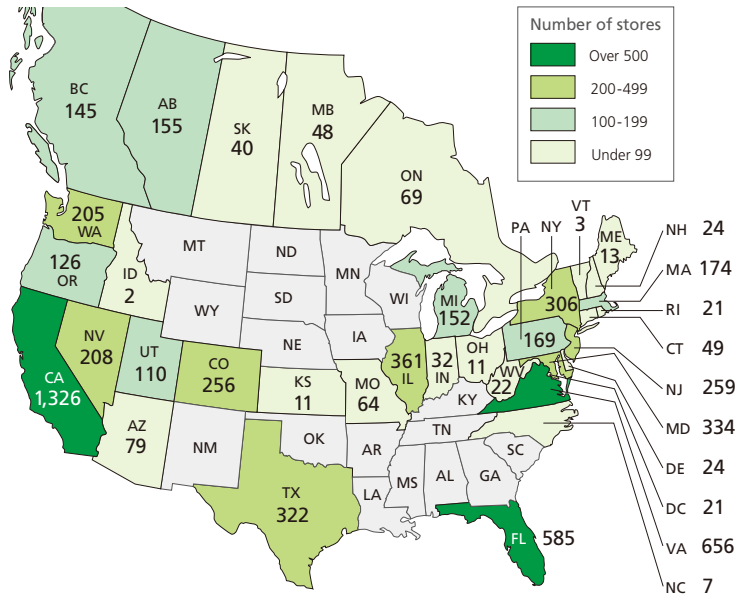 Number of stores
Over 500
200-499
100-199
Under 99
BC
145
AB
155
SK
40
MB
48
ON
69
205
WA
126
OR
ID
2
MT
ND
MN
WI
SD
WY
IA
NE
MI
152
PA
NY
306
VT
3
ME
13
NH 24
MA 174
RI 21
CT 49
NJ 259
MD 334
DE 24
DC 21
VA 656
NC 7
169
CA
1,326
NV
208
UT
110
CO
256
KS
11
MO
64
361
IL
32
IN
OH
11
WV
22
KY
AZ
79
NM
OK
AR
TN
SC
MS
AL
GA
LA
TX
322
FL 585